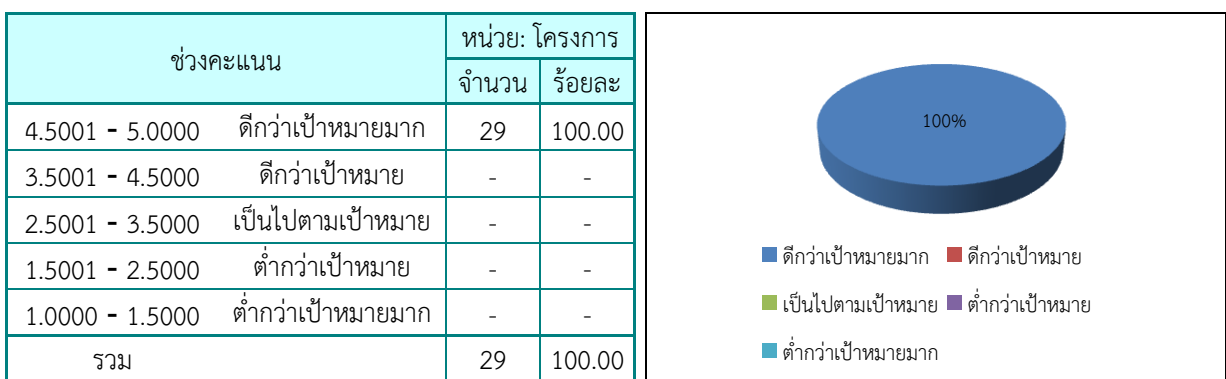 ช่วงคะแนน หน่วย: โครงการ
จำนวน ร้อยละ
4.5001 - 5.0000 ดีกว่าเป้าหมายมาก 29 100.00
3.5001 - 4.5000 ดีกว่าเป้าหมาย - -
2.5001 - 3.5000 เป็นไปตามเป้าหมาย - -
1.5001 - 2.5000 ต่ำกว่าเป้าหมาย - -
1.0000 - 1.5000 ต่ำกว่าเป้าหมายมาก - -
รวม 29 100.00
100%
ดีกว่าเป้าหมายมาก ดีกว่าเป้าหมาย
เป็นไปตามเป้าหมาย ต่ำกว่าเป้าหมาย
ต่ำกว่าเป้าหมายมาก